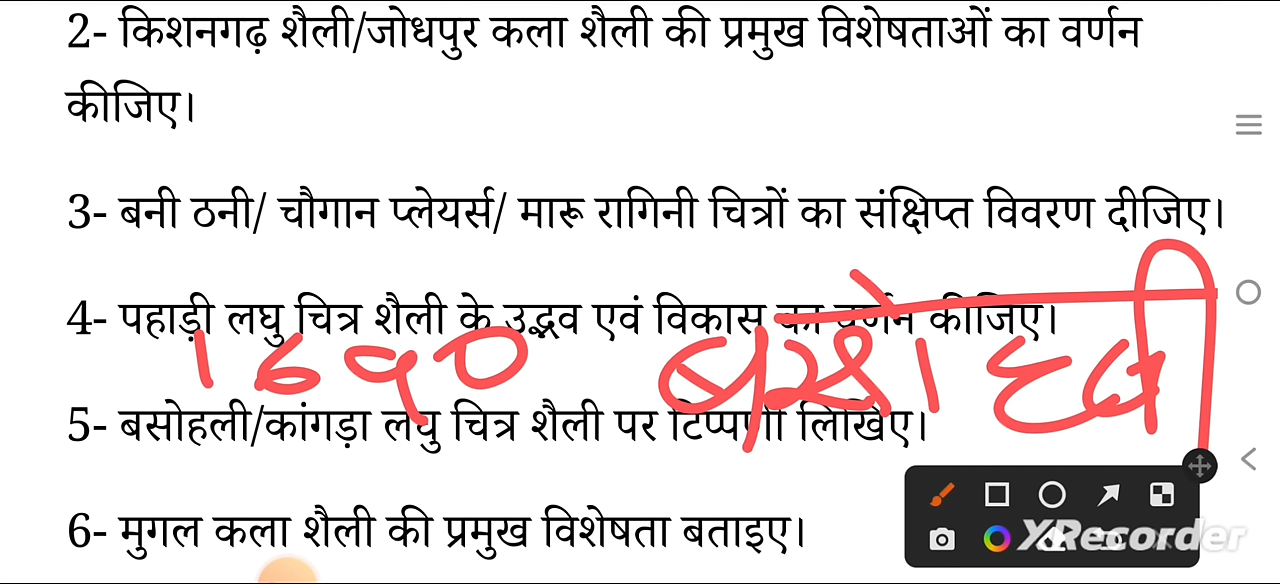 2- किशनगढ़ शैली/जोधपुर कला शैली की प्रमुख विशेषताओं का वर्णन
कीजिए।
3- बनी ठनी/ चौगान प्लेयर्स/ मारू रागिनी चित्रों का संक्षिप्त विवरण दीजिए।
4- पहाड़ी लघु चित्र शैली के उद्भव एवं विकास का वर्णन कीजिए।
1690 बसोहली
5- बसोहली/कांगड़ा लघु चित्र शैली पर टिप्पणी लिखिए।
6- मुगल कला शैली की प्रमुख विशेषता बताइए।
XRecorder